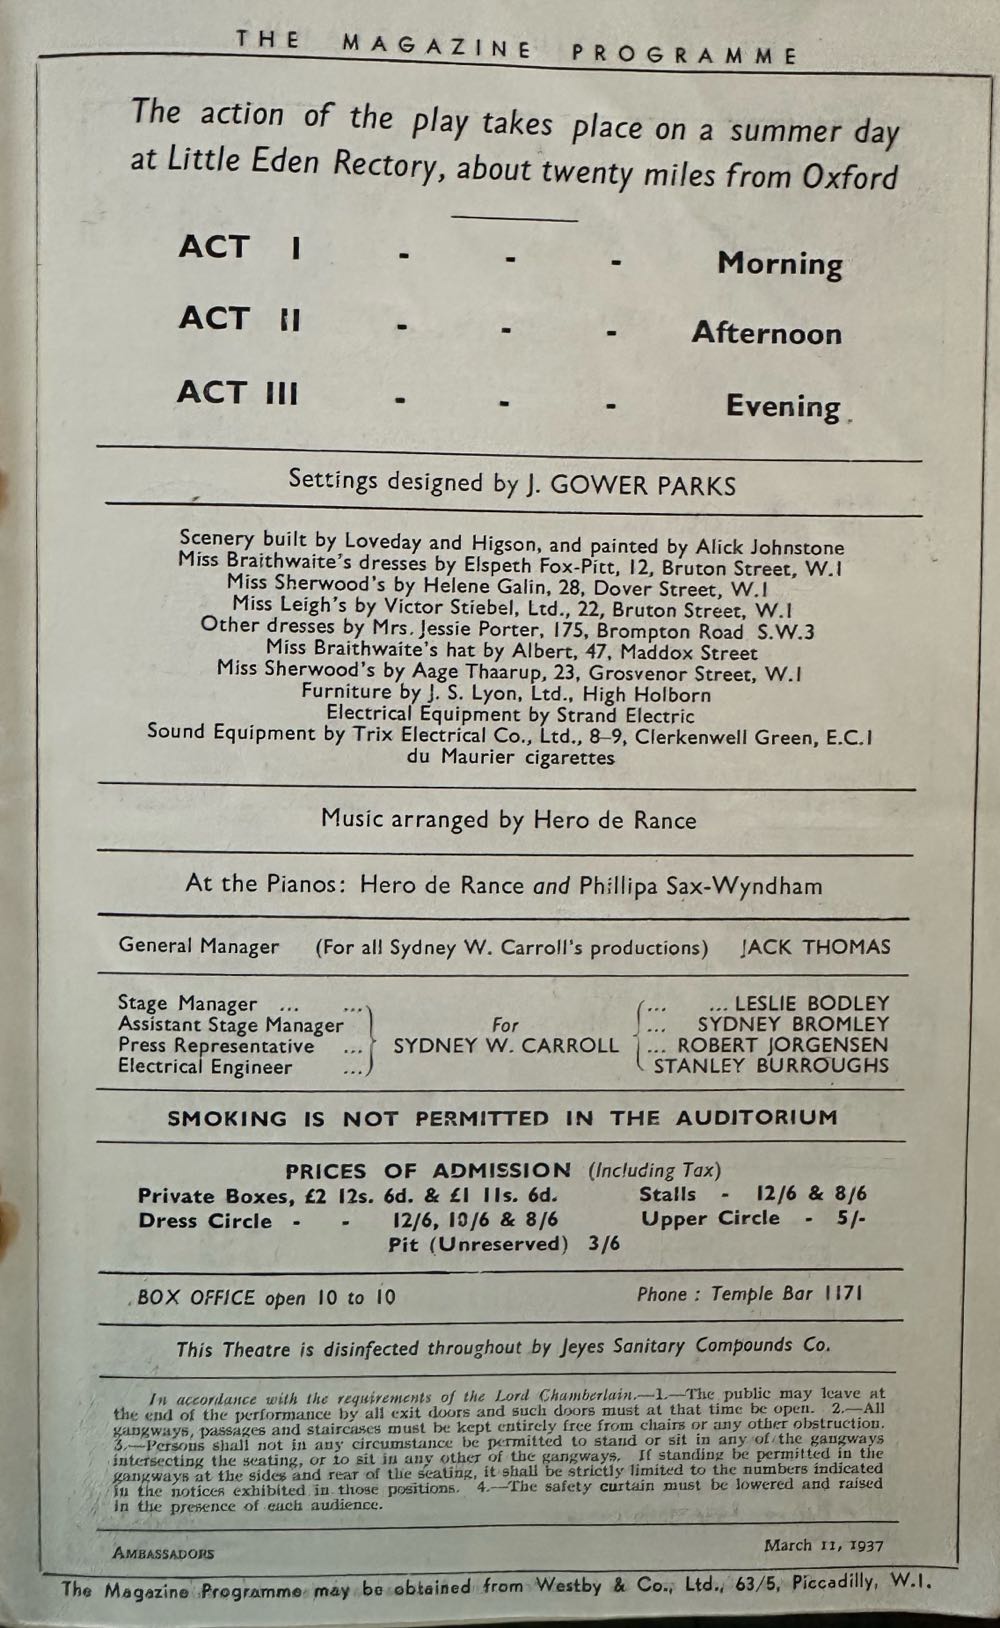 THE MAGAZINE PROGRAMME
The action of the play takes place on a summer day
at Little Eden Rectory, about twenty miles from Oxford
ACT I - - - Morning
ACT II - - - Afternoon
ACT III - - - Evening
Settings designed by J. GOWER PARKS
Scenery built by Loveday and Higson, and painted by Alick Johnstone
Miss Braithwaite's dresses by Elspeth Fox-Pitt, 12, Bruton Street, W.1
Miss Sherwood's by Helene Galin, 28, Dover Street, W.1
Miss Leigh's by Victor Stiebel, Ltd., 22, Bruton Street, W.1
Other dresses by Mrs. Jessie Porter, 175, Brompton Road S.W.3
Miss Braithwaite's hat by Albert, 47, Maddox Street
Miss Sherwood's by Aage Thaarup, 23, Grosvenor Street, W.1
Furniture by J. S. Lyon, Ltd., High Holborn
Electrical Equipment by Strand Electric
Sound Equipment by Trix Electrical Co., Ltd., 8–9, Clerkenwell Green, E.C.1
du Maurier cigarettes
Music arranged by Hero de Rance
At the Pianos: Hero de Rance and Phillipa Sax-Wyndham
General Manager (For all Sydney W. Carroll's productions) JACK THOMAS
Stage Manager ... ... ... ... LESLIE BODLEY
Assistant Stage Manager For ... SYDNEY BROMLEY
Press Representative ... SYDNEY W. CARROLL ... ROBERT JORGENSEN
Electrical Engineer ... STANLEY BURROUGHS
SMOKING IS NOT PERMITTED IN THE AUDITORIUM
PRICES OF ADMISSION (Including Tax)
Private Boxes, £2 12s. 6d. & £1 11s. 6d. Stalls - 12/6 & 8/6
Dress Circle - - 12/6, 10/6 & 8/6 Upper Circle - 5/-
Pit (Unreserved) 3/6
BOX OFFICE open 10 to 10 Phone : Temple Bar 1171
This Theatre is disinfected throughout by Jeyes Sanitary Compounds Co.
In accordance with the requirements of the Lord Chamberlain.—1.—The public may leave at
the end of the performance by all exit doors and such doors must at that time be open. 2.—All
gangways, passages and staircases must be kept entirely free from chairs or any other obstruction.
3.—Persons shall not in any circumstance be permitted to stand or sit in any of the gangways
intersecting the seating, or to sit in any other of the gangways. If standing be permitted in the
gangways at the sides and rear of the seating, it shall be strictly limited to the numbers indicated
in the notices exhibited in those positions. 4.—The safety curtain must be lowered and raised
in the presence of each audience.
AMBASSADORS March 11, 1937
The Magazine Programme may be obtained from Westby & Co., Ltd., 63/5, Piccadilly, W.1.